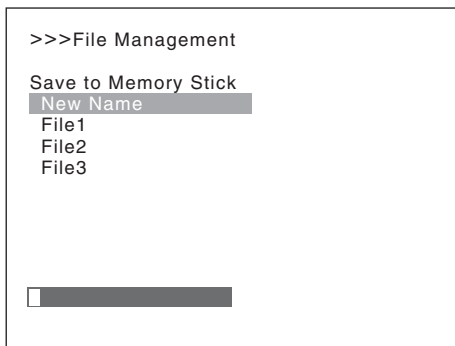 >>>File Management
Save to Memory Stick
New Name
File1
File2
File3